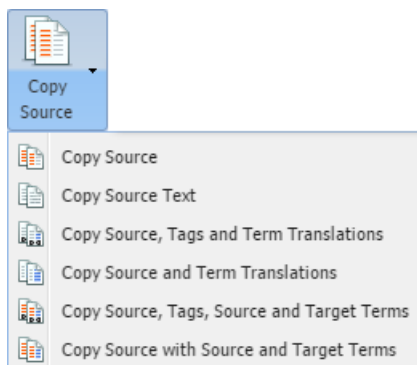 Copy
Source
Copy Source
Copy Source Text
Copy Source, Tags and Term Translations
Copy Source and Term Translations
Copy Source, Tags, Source and Target Terms
Copy Source with Source and Target Terms